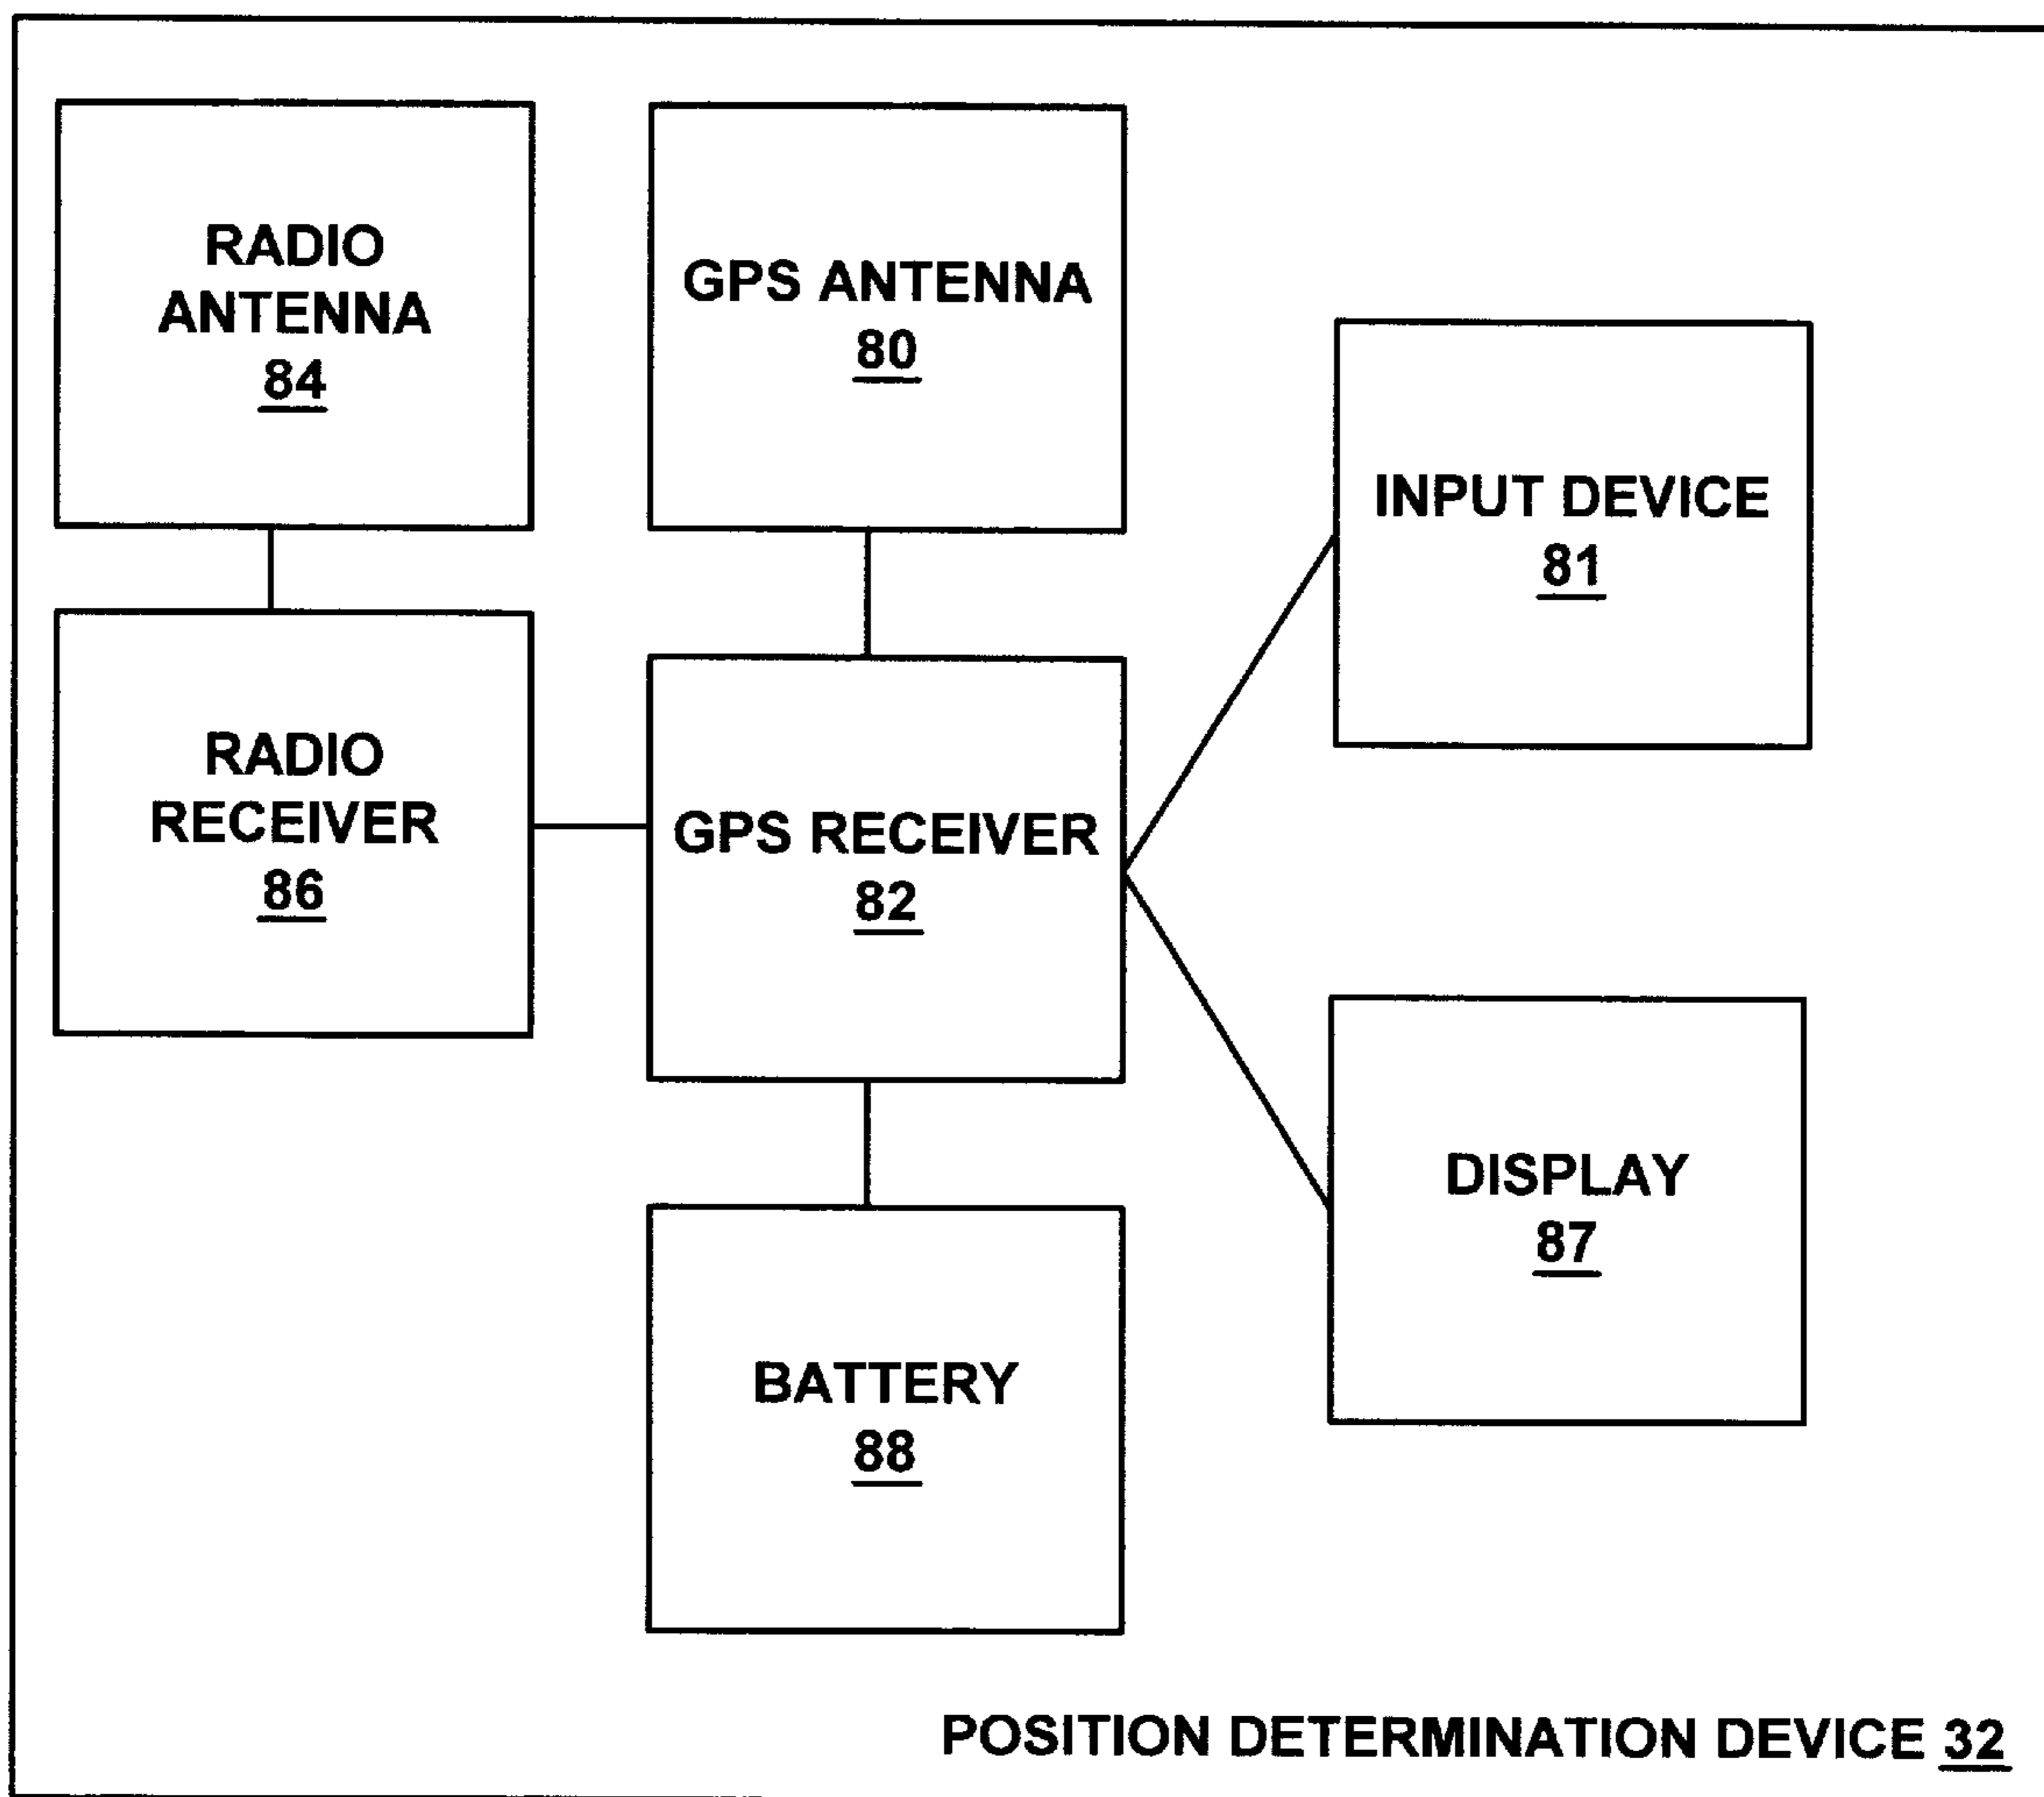 RADIO
ANTENNA
84
GPS ANTENNA
80
INPUT DEVICE
81
RADIO
RECEIVER
86
GPS RECEIVER
82
DISPLAY
87
BATTERY
88
POSITION DETERMINATION DEVICE 32